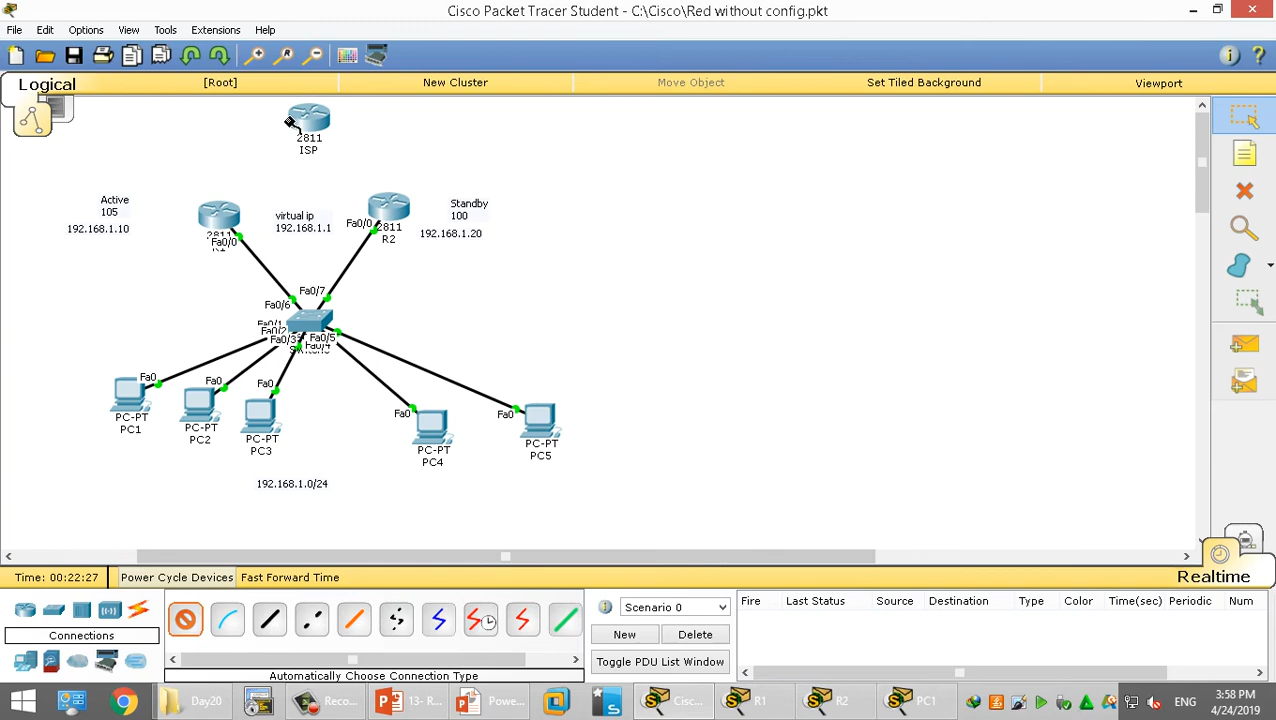 Cisco Packet Tracer Student - C:\Cisco\Red without config.pkt
File Edit Options View Tools Extensions Help
Logical [Root] New Cluster Move Object Set Tiled Background Viewport
2811
ISP
Active
105
192.168.1.10
virtual ip
192.168.1.1
Standby
100
192.168.1.20
Fa0/0
2811
R2
Fa0/0
Fa0/7
Fa0/6
Fa0/5
Fa0
PC-PT
PC1
Fa0
PC-PT
PC2
Fa0
PC-PT
PC3
Fa0
PC-PT
PC4
Fa0
PC-PT
PC5
192.168.1.0/24
Time: 00:22:27 Power Cycle Devices Fast Forward Time
Realtime
Connections
Automatically Choose Connection Type
Scenario 0
New Delete
Toggle PDU List Window
Fire Last Status Source Destination Type Color Time(sec) Periodic Num
Day20 Reco... 13- R... Powe... Cisc... R1 R2 PC1 ENG
3:58 PM
4/24/2019